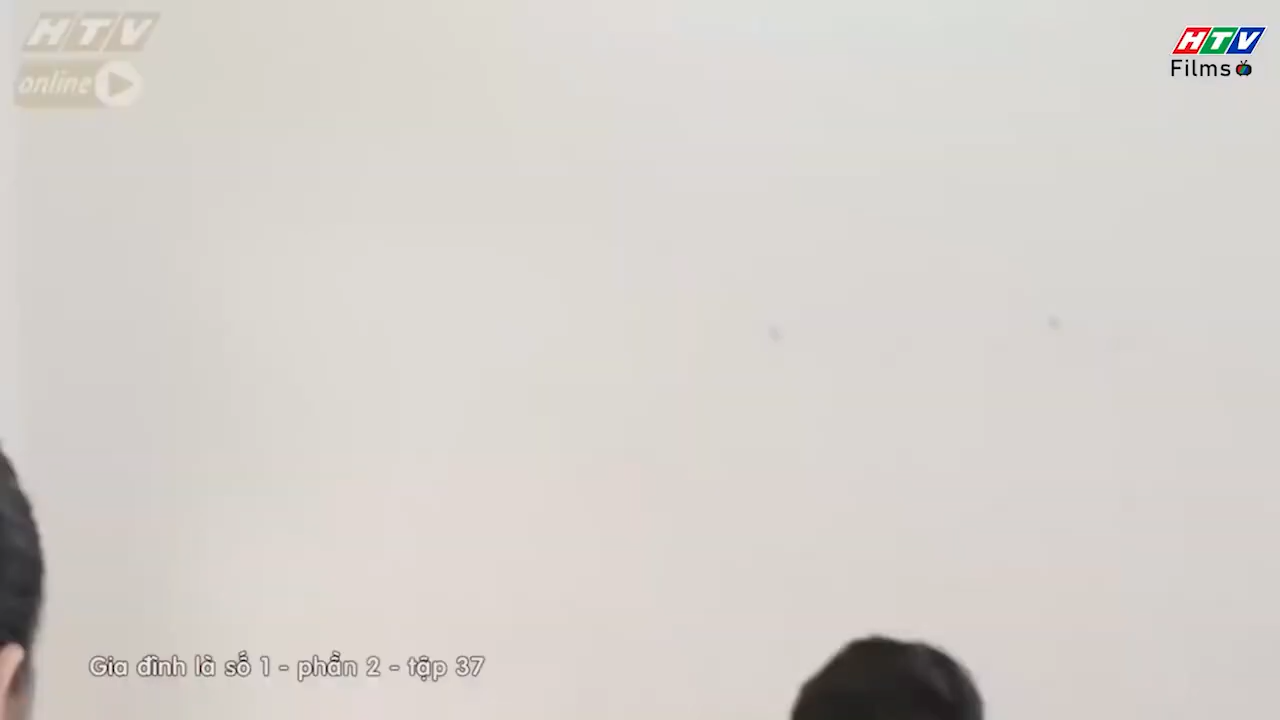 HTV
online
HTV
Films
Gia đình là số 1 - phần 2 - tập 37